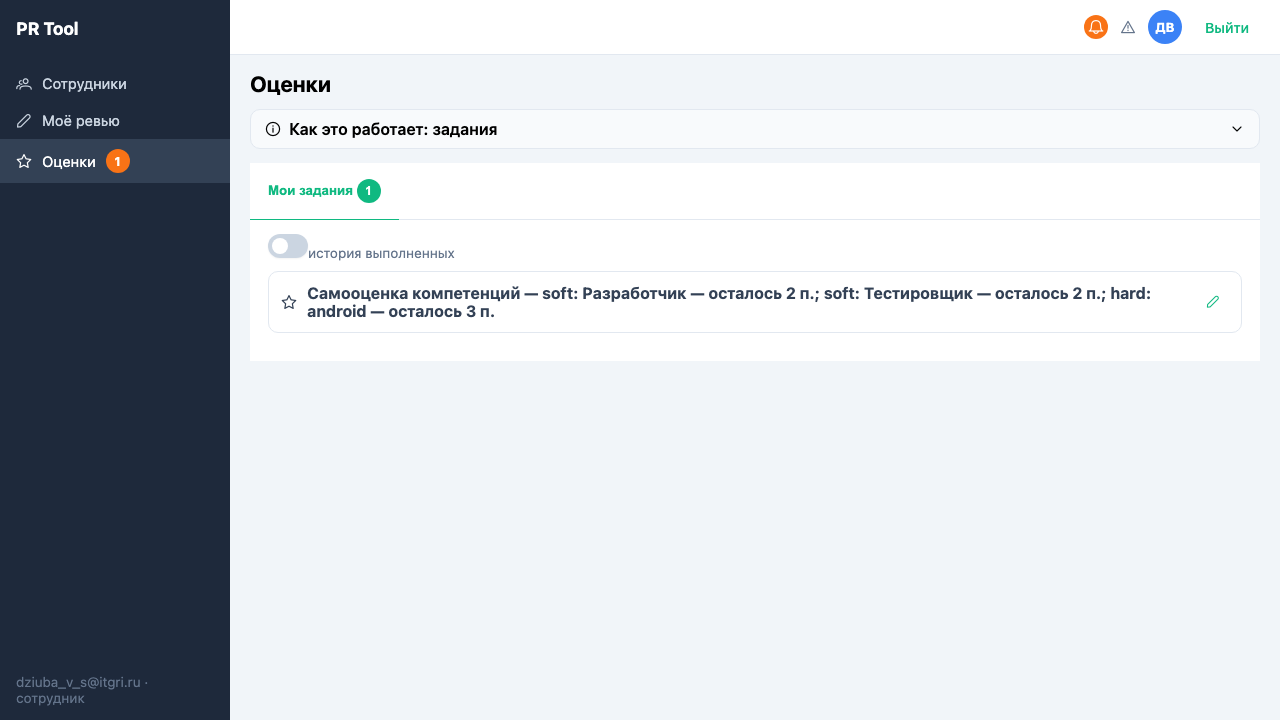 PR Tool
ДВ
Выйти
Сотрудники
Моё ревью
Оценки 1
Оценки
Как это работает: задания
Мои задания 1
история выполненных
Самооценка компетенций — soft: Разработчик — осталось 2 п.; soft: Тестировщик — осталось 2 п.; hard:
android — осталось 3 п.
dziuba_v_s@itgri.ru ·
сотрудник